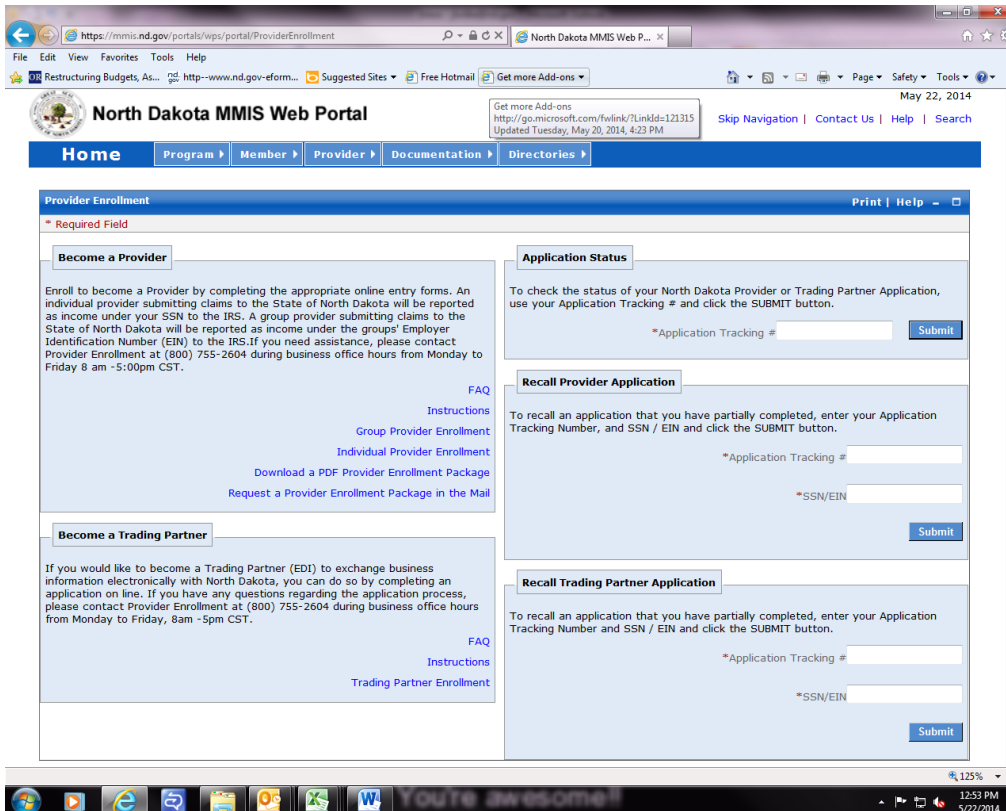 https://mmis.nd.gov/portals/wps/portal/ProviderEnrollment
North Dakota MMIS Web P...
File Edit View Favorites Tools Help
Restructuring Budgets, As... http--www.nd.gov-eform... Suggested Sites Free Hotmail Get more Add-ons Page Safety Tools
May 22, 2014
Get more Add-ons
http://go.microsoft.com/fwlink/?LinkId=121315
Updated Tuesday, May 20, 2014, 4:23 PM
North Dakota MMIS Web Portal
Skip Navigation | Contact Us | Help | Search
Home Program Member Provider Documentation Directories
Provider Enrollment Print | Help
* Required Field
Become a Provider
Enroll to become a Provider by completing the appropriate online entry forms. An
individual provider submitting claims to the State of North Dakota will be reported
as income under your SSN to the IRS. A group provider submitting claims to the
State of North Dakota will be reported as income under the groups' Employer
Identification Number (EIN) to the IRS.If you need assistance, please contact
Provider Enrollment at (800) 755-2604 during business office hours from Monday to
Friday 8 am -5:00pm CST.
FAQ
Instructions
Group Provider Enrollment
Individual Provider Enrollment
Download a PDF Provider Enrollment Package
Request a Provider Enrollment Package in the Mail
Become a Trading Partner
If you would like to become a Trading Partner (EDI) to exchange business
information electronically with North Dakota, you can do so by completing an
application on line. If you have any questions regarding the application process,
please contact Provider Enrollment at (800) 755-2604 during business office hours
from Monday to Friday, 8am -5pm CST.
FAQ
Instructions
Trading Partner Enrollment
Application Status
To check the status of your North Dakota Provider or Trading Partner Application,
use your Application Tracking # and click the SUBMIT button.
*Application Tracking # Submit
Recall Provider Application
To recall an application that you have partially completed, enter your Application
Tracking Number, and SSN / EIN and click the SUBMIT button.
*Application Tracking #
*SSN/EIN
Submit
Recall Trading Partner Application
To recall an application that you have partially completed, enter your Application
Tracking Number and SSN / EIN and click the SUBMIT button.
*Application Tracking #
*SSN/EIN
Submit
125%
You're awesome!!
12:53 PM
5/22/2014